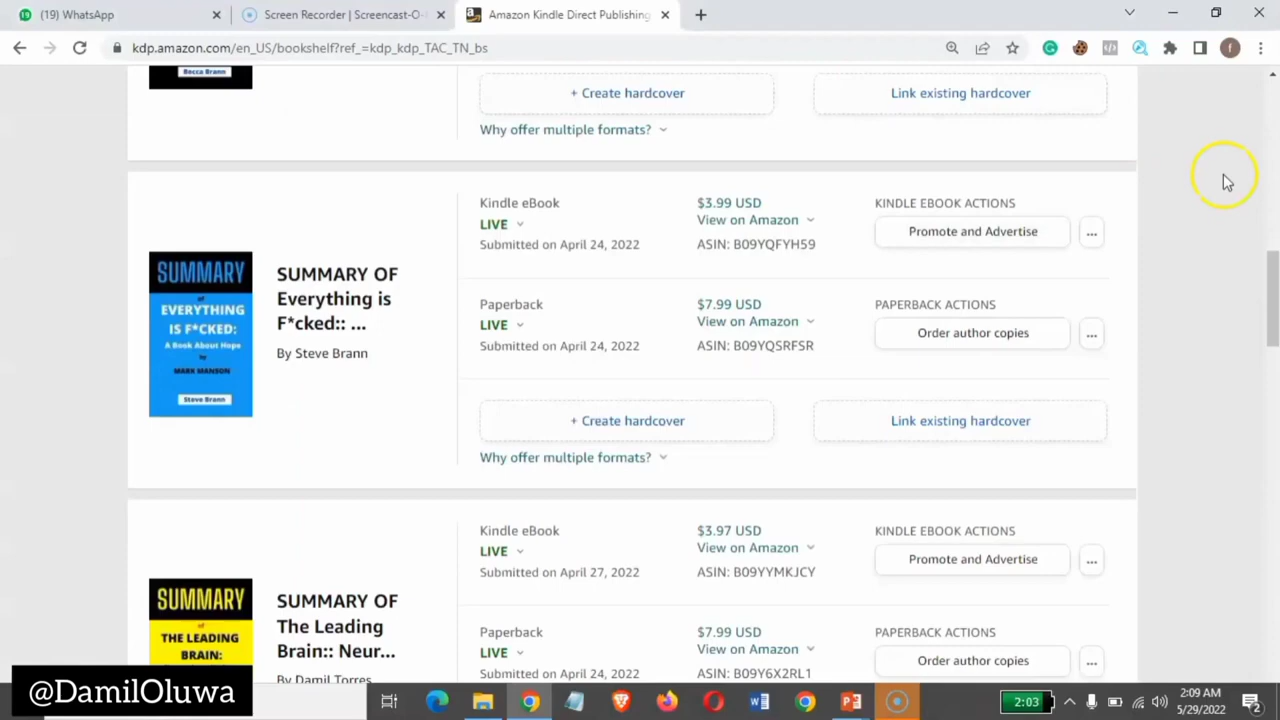 (19) WhatsApp
Screen Recorder | Screencast-O-
Amazon Kindle Direct Publishing
kdp.amazon.com/en_US/bookshelf?ref_=kdp_kdp_TAC_TN_bs
Becca Brann
+ Create hardcover
Link existing hardcover
Why offer multiple formats?
SUMMARY
of
EVERYTHING
IS F*CKED:
A Book About Hope
by
MARK MANSON
Steve Brann
SUMMARY OF
Everything is
F*cked:: ...
By Steve Brann
Kindle eBook
LIVE
Submitted on April 24, 2022
$3.99 USD
View on Amazon
ASIN: B09YQFYH59
KINDLE EBOOK ACTIONS
Promote and Advertise
...
Paperback
LIVE
Submitted on April 24, 2022
$7.99 USD
View on Amazon
ASIN: B09YQSRFSR
PAPERBACK ACTIONS
Order author copies
...
+ Create hardcover
Link existing hardcover
Why offer multiple formats?
SUMMARY
of
THE LEADING
BRAIN:
SUMMARY OF
The Leading
Brain:: Neur...
By Damil Torres
Kindle eBook
LIVE
Submitted on April 27, 2022
$3.97 USD
View on Amazon
ASIN: B09YYMKJCY
KINDLE EBOOK ACTIONS
Promote and Advertise
...
Paperback
LIVE
Submitted on April 24, 2022
$7.99 USD
View on Amazon
ASIN: B09Y6X2RL1
PAPERBACK ACTIONS
Order author copies
...
@DamilOluwa
2:03
2:09 AM
5/29/2022